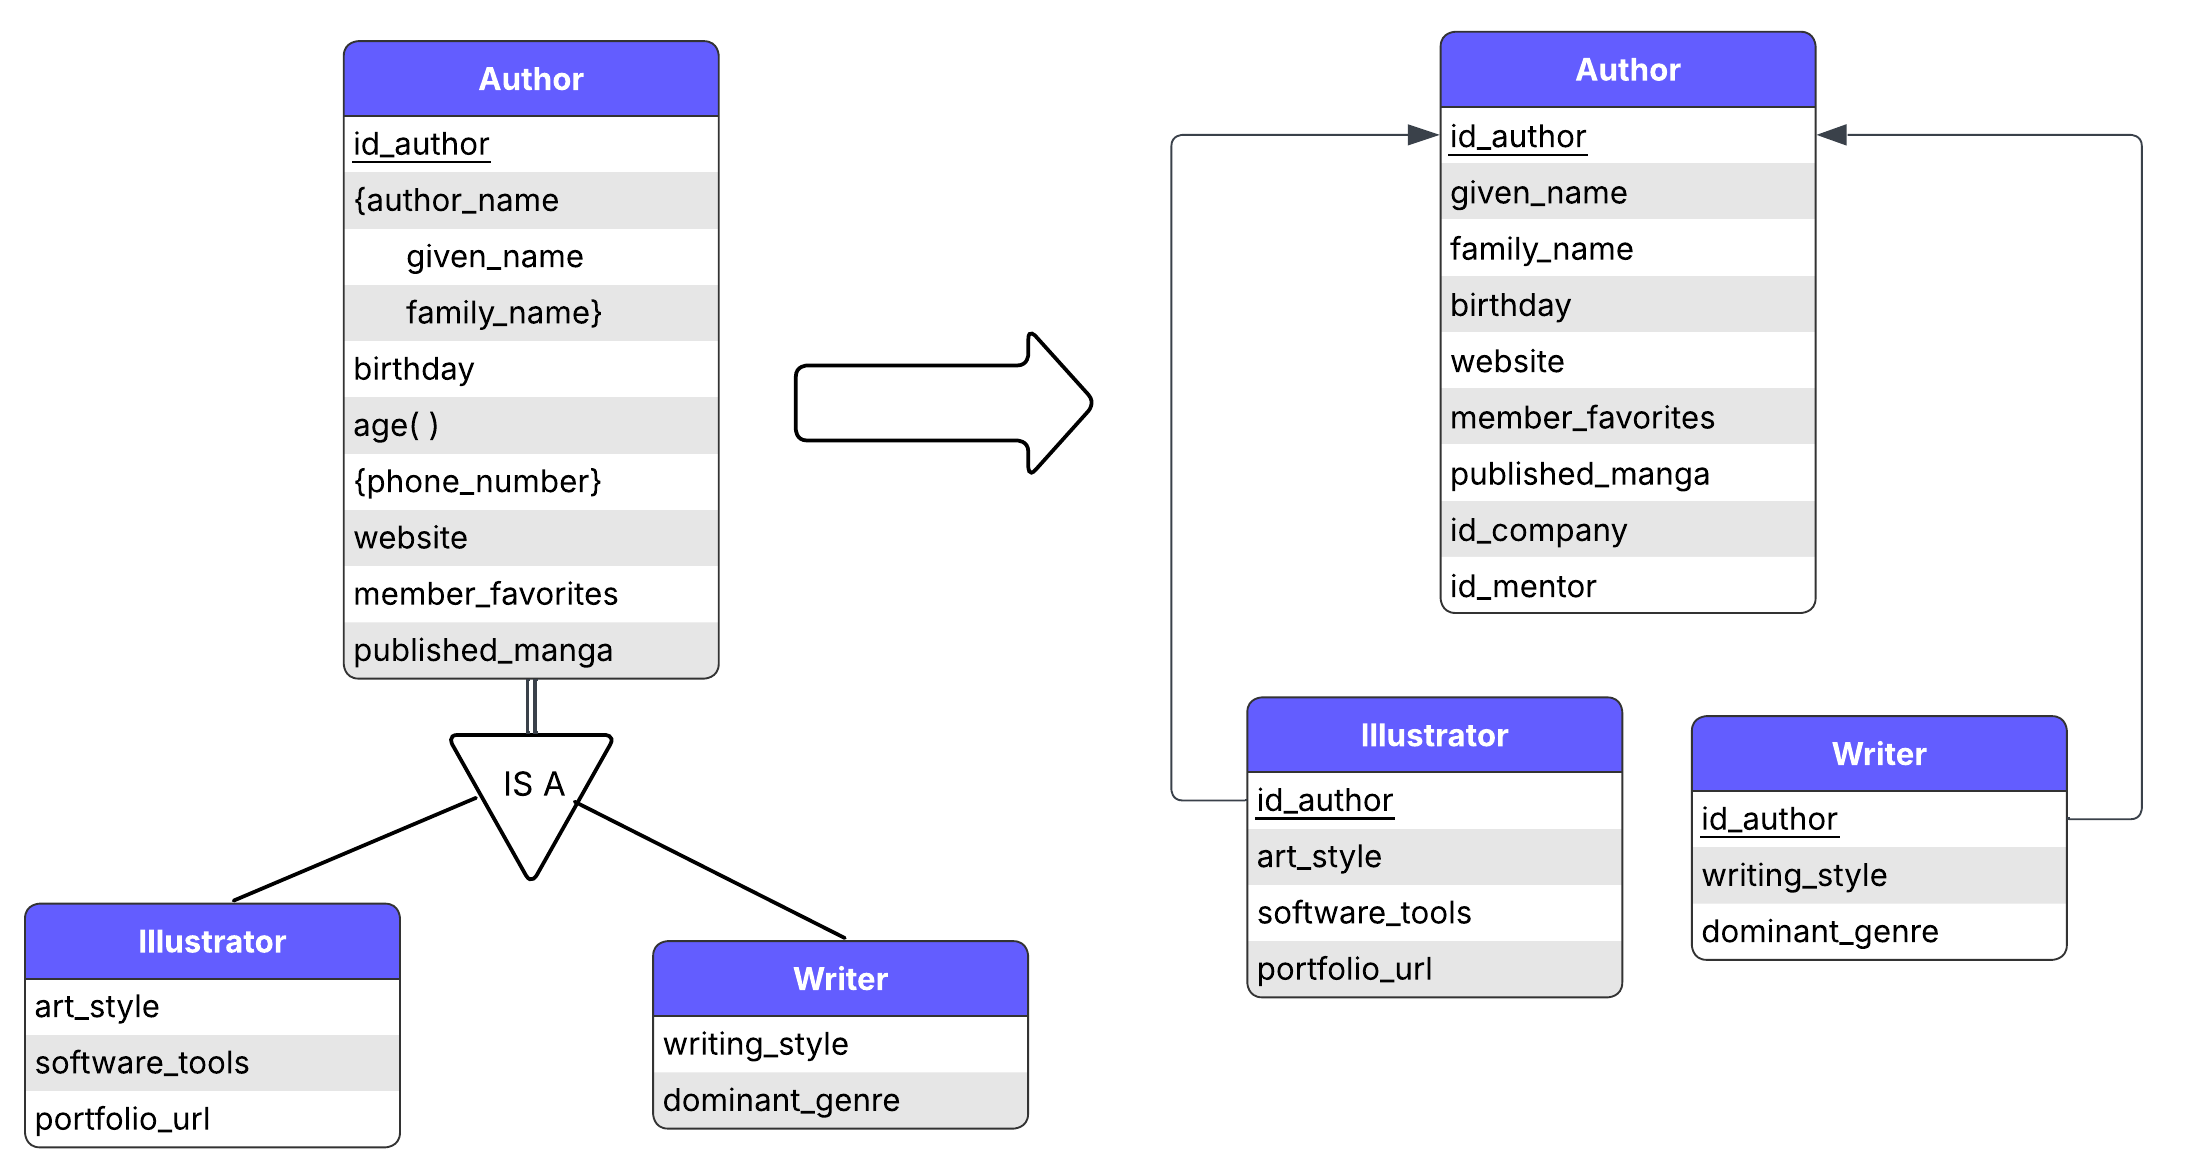 Author
id_author
{author_name
given_name
family_name}
birthday
age( )
{phone_number}
website
member_favorites
published_manga
IS A
Illustrator
art_style
software_tools
portfolio_url
Writer
writing_style
dominant_genre
Author
id_author
given_name
family_name
birthday
website
member_favorites
published_manga
id_company
id_mentor
Illustrator
id_author
art_style
software_tools
portfolio_url
Writer
id_author
writing_style
dominant_genre